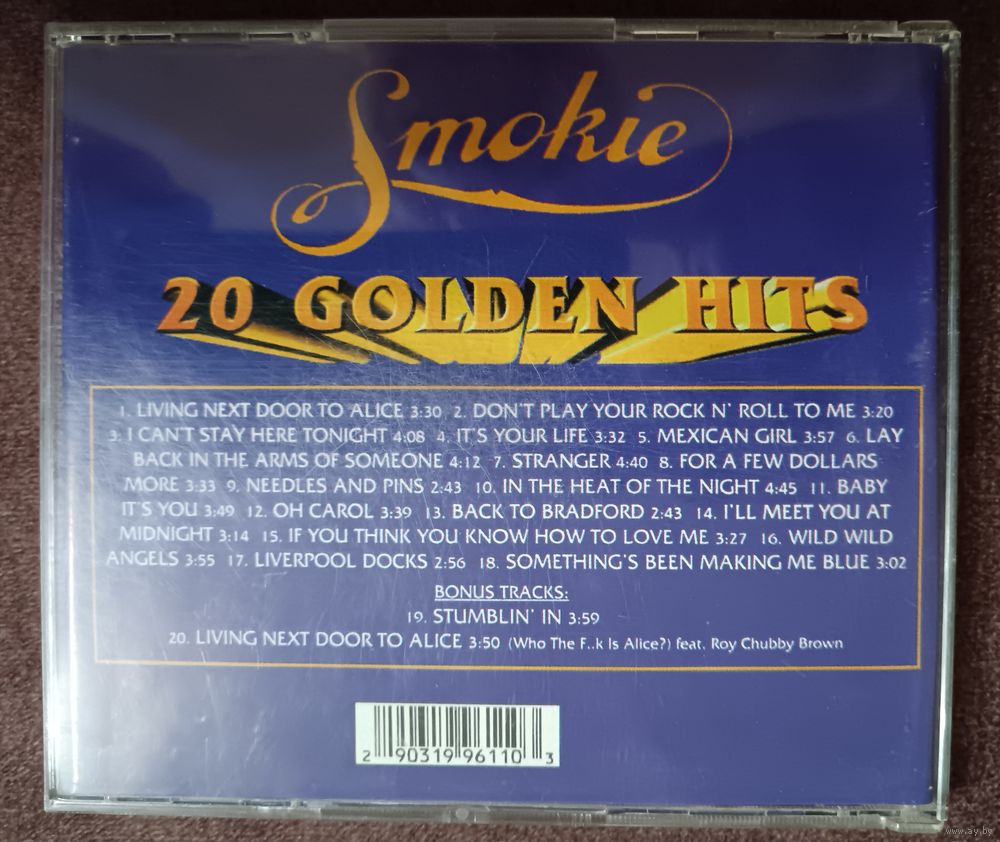 Smokie
20 GOLDEN HITS
1. LIVING NEXT DOOR TO ALICE 3:30 2. DON'T PLAY YOUR ROCK N' ROLL TO ME 3:20
3. I CAN'T STAY HERE TONIGHT 4:08 4. IT'S YOUR LIFE 3:32 5. MEXICAN GIRL 3:57 6. LAY
BACK IN THE ARMS OF SOMEONE 4:12 7. STRANGER 4:40 8. FOR A FEW DOLLARS
MORE 3:33 9. NEEDLES AND PINS 2:43 10. IN THE HEAT OF THE NIGHT 4:45 11. BABY
IT'S YOU 3:49 12. OH CAROL 3:39 13. BACK TO BRADFORD 2:43 14. I'LL MEET YOU AT
MIDNIGHT 3:14 15. IF YOU THINK YOU KNOW HOW TO LOVE ME 3:27 16. WILD WILD
ANGELS 3:55 17. LIVERPOOL DOCKS 2:56 18. SOMETHING'S BEEN MAKING ME BLUE 3:02
BONUS TRACKS:
19. STUMBLIN' IN 3:59
20. LIVING NEXT DOOR TO ALICE 3:50 (Who The F..k Is Alice?) feat. Roy Chubby Brown
2 90319 96110 3
www.ay.by